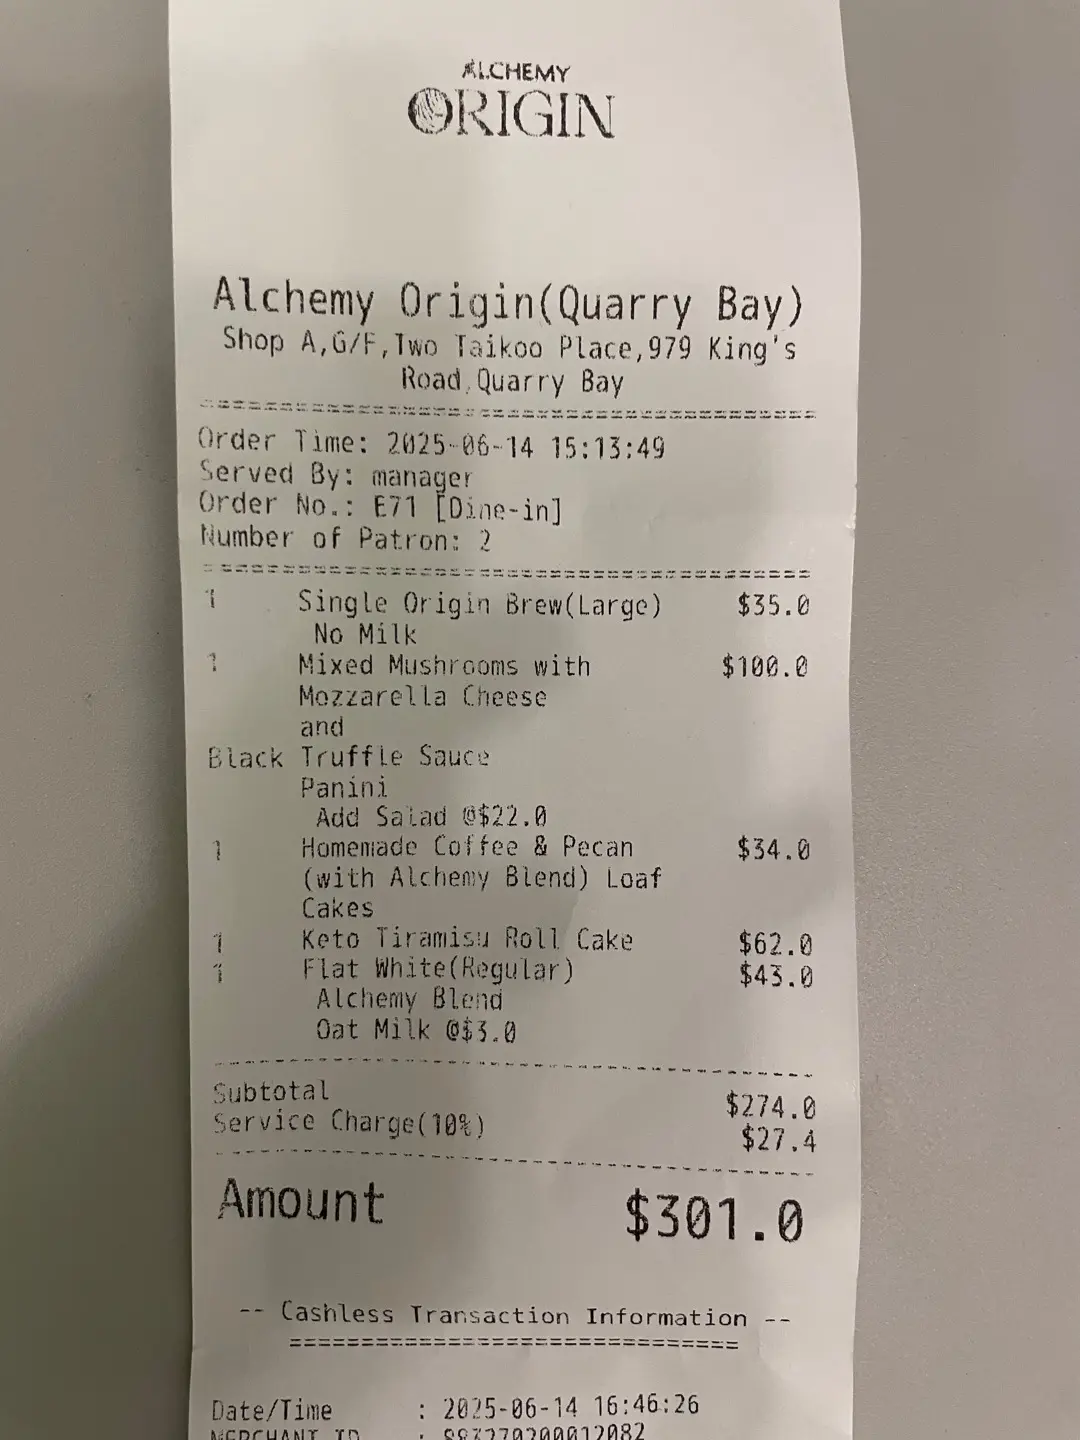 ALCHEMY
ORIGIN
Alchemy Origin(Quarry Bay)
Shop A,G/F,Two Taikoo Place,979 King's
Road,Quarry Bay
Order Time: 2025-06-14 15:13:49
Served By: manager
Order No.: E71 [Dine-in]
Number of Patron: 2
1 Single Origin Brew(Large) $35.0
No Milk
1 Mixed Mushrooms with $100.0
Mozzarella Cheese
and
Black Truffle Sauce
Panini
Add Salad @$22.0
1 Homemade Coffee & Pecan $34.0
(with Alchemy Blend) Loaf
Cakes
1 Keto Tiramisu Roll Cake $62.0
1 Flat White(Regular) $43.0
Alchemy Blend
Oat Milk @$3.0
Subtotal $274.0
Service Charge(10%) $27.4
Amount $301.0
-- Cashless Transaction Information --
Date/Time : 2025-06-14 16:46:26
MERCHANT ID :